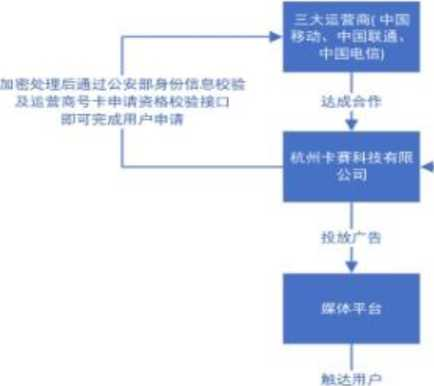 三大运营商( 中国
移动、中国联通、
中国电信)
加密处理后通过公安部身份信息校验
及运营商号卡申请资格校验接口
即可完成用户申请
达成合作
杭州卡赛科技有限
公司
投放广告
媒体平台
触达用户